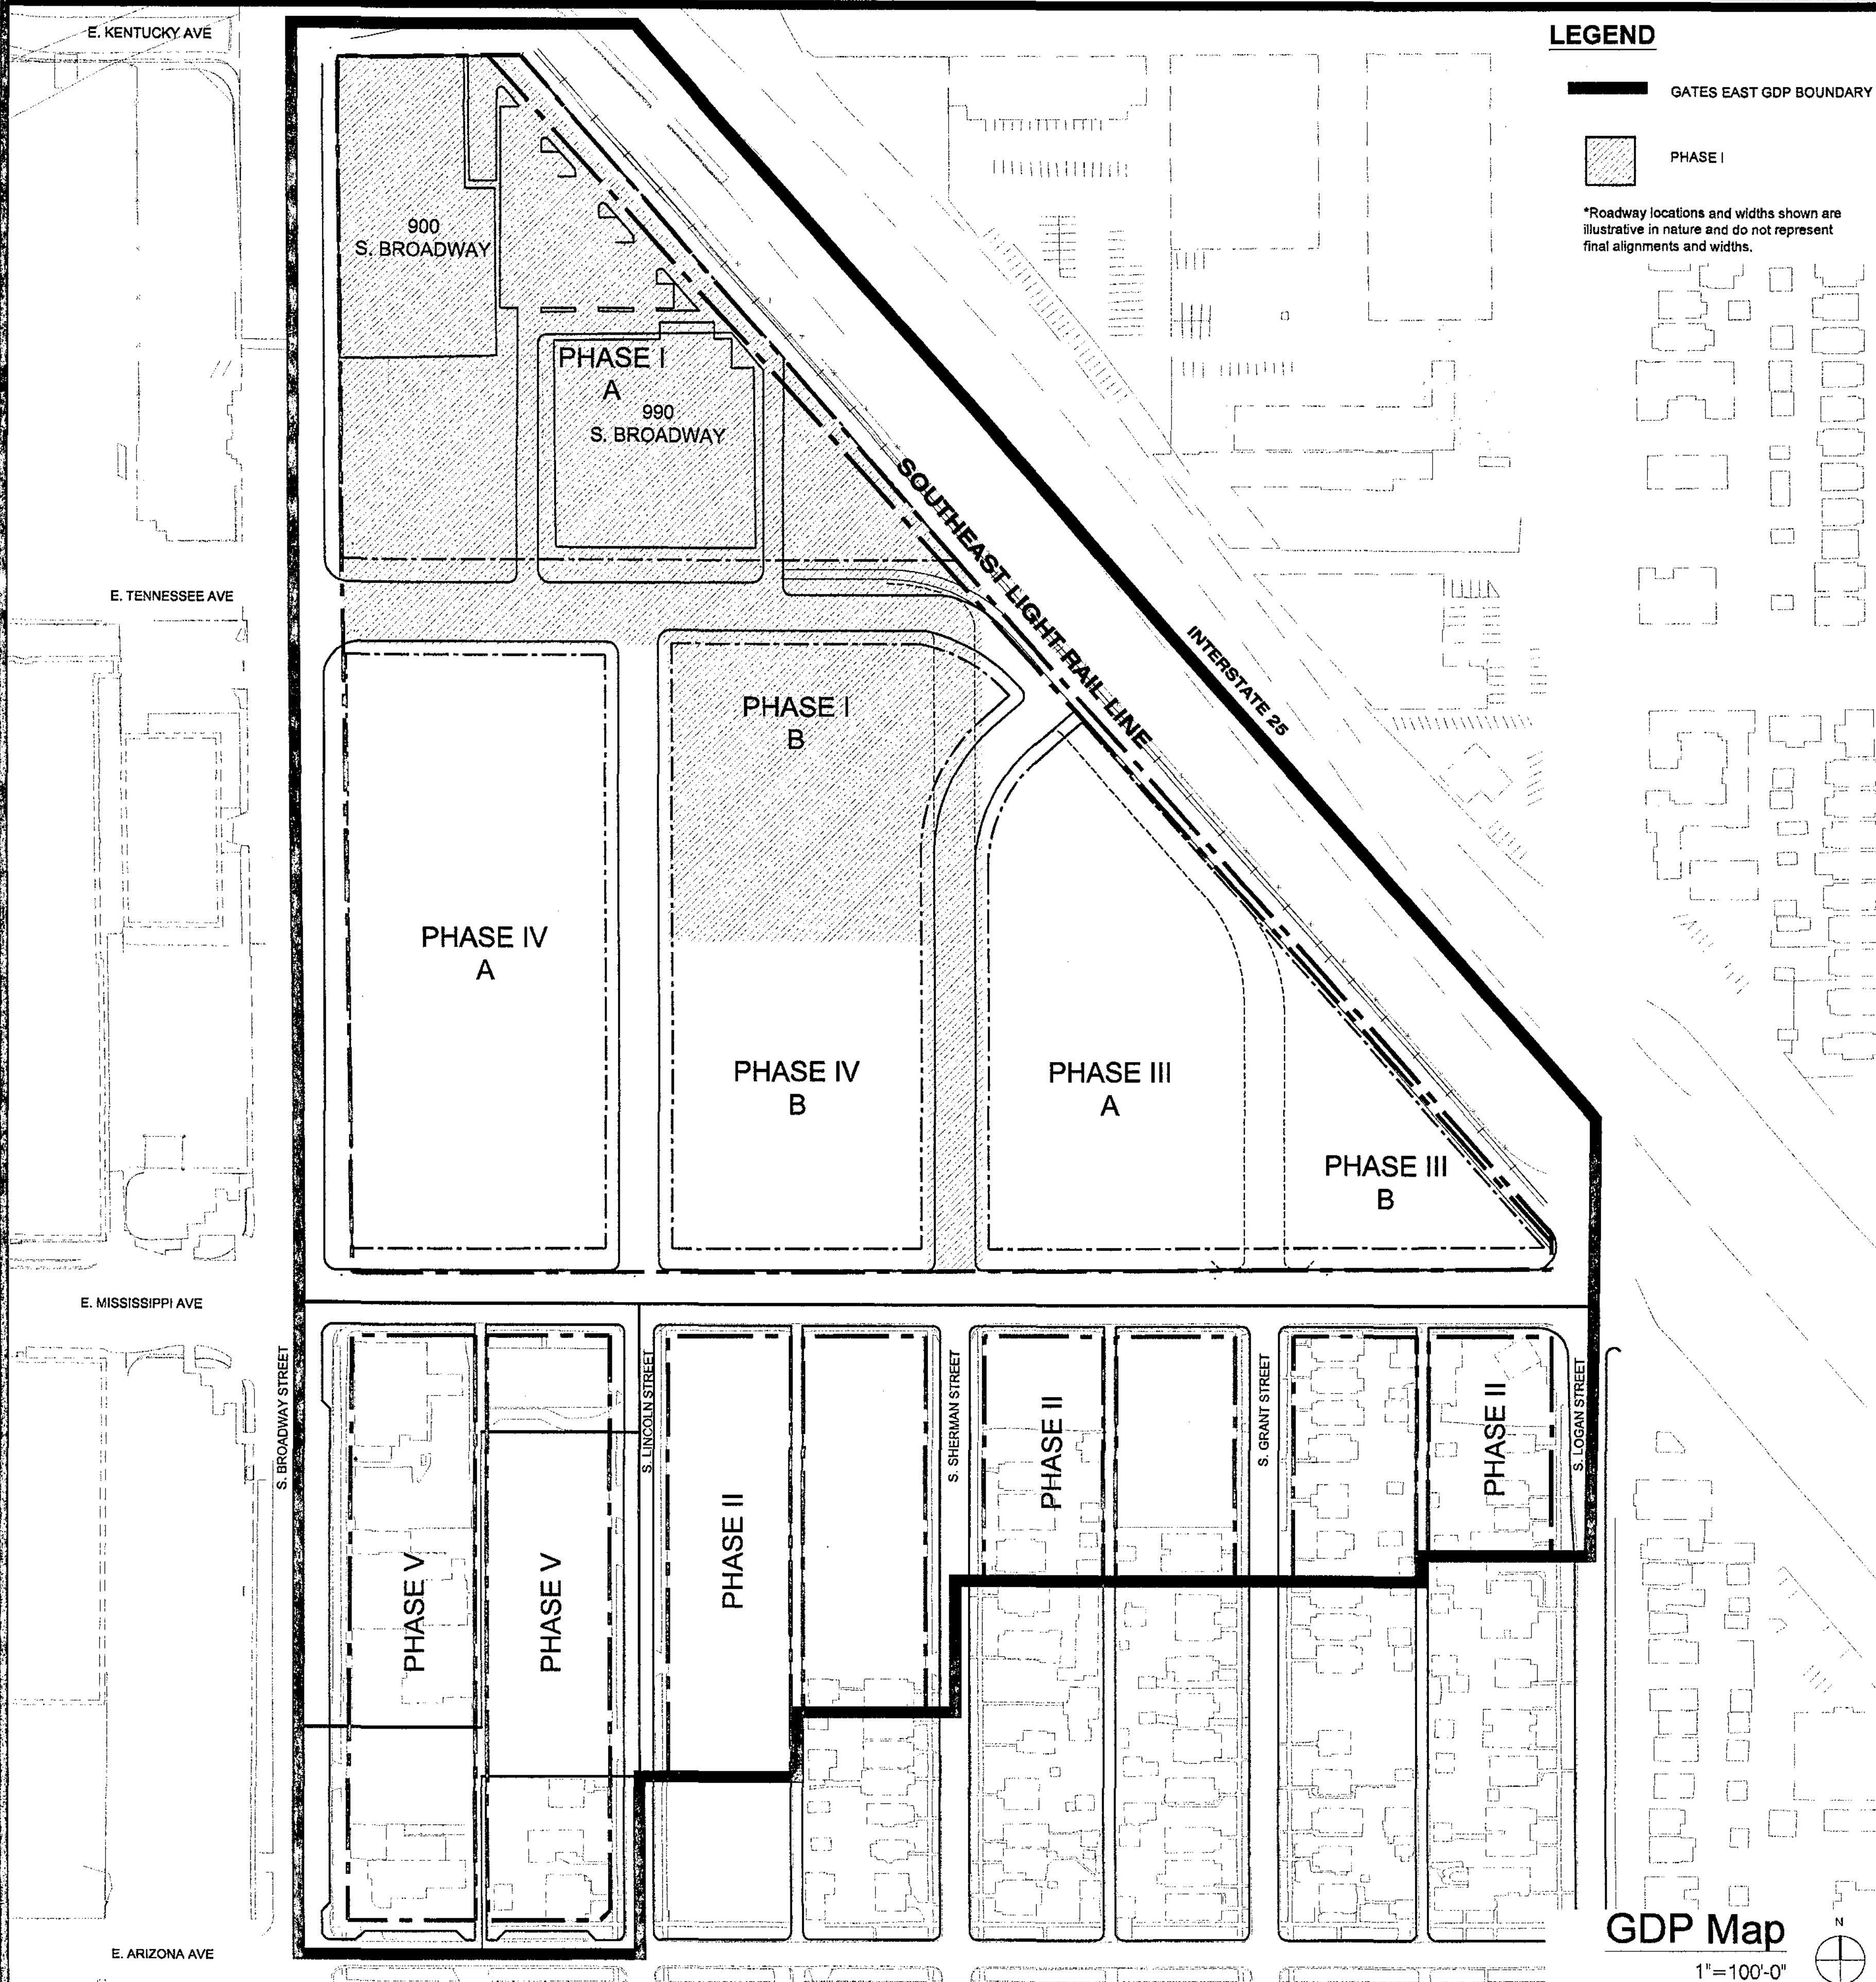 E. KENTUCKY AVE
LEGEND
GATES EAST GDP BOUNDARY
PHASE I
*Roadway locations and widths shown are
illustrative in nature and do not represent
final alignments and widths.
900
S. BROADWAY
PHASE I
A
990
S. BROADWAY
SOUTHEAST LIGHT RAIL LINE
INTERSTATE 25
E. TENNESSEE AVE
PHASE I
B
PHASE IV
A
PHASE IV
B
PHASE III
A
PHASE III
B
E. MISSISSIPPI AVE
S. BROADWAY STREET
S. LINCOLN STREET
S. SHERMAN STREET
S. GRANT STREET
S. LOGAN STREET
PHASE V
PHASE V
PHASE II
PHASE II
PHASE II
E. ARIZONA AVE
GDP Map
1"=100'-0"
N